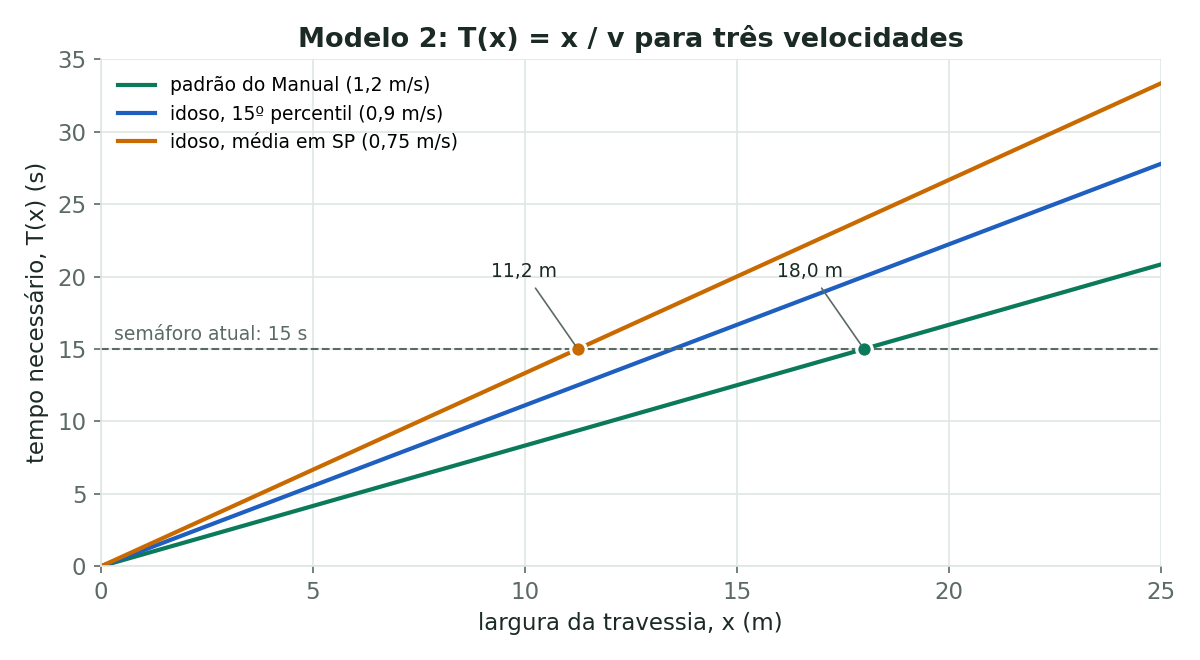 Modelo 2: T(x) = x / v para três velocidades
padrão do Manual (1,2 m/s)
idoso, 15º percentil (0,9 m/s)
idoso, média em SP (0,75 m/s)
tempo necessário, T(x) (s)
35
30
25
20
15
10
5
0
11,2 m
18,0 m
semáforo atual: 15 s
0
5
10
15
20
25
largura da travessia, x (m)